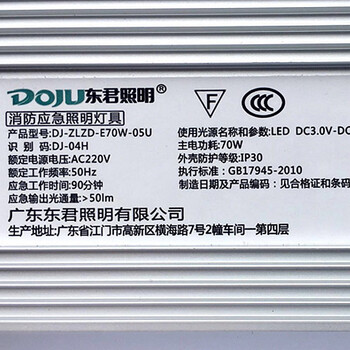 DOJU东君照明®
消防应急照明灯具
产品型号:DJ-ZLZD-E70W-05U
识 别 码:DJ-04H
额定电源电压:AC220V
额定工作频率:50Hz
应急工作时间:90分钟
应急输出光通量:>50lm
F
CCC
使用光源名称和参数:LED DC3.0V-DC
主电功耗:70W
外壳防护等级:IP30
执行标准:GB17945-2010
制造日期及产品编码:见合格证和条码
广东东君照明有限公司
生产地址:广东省江门市高新区横海路7号2幢车间一第四层